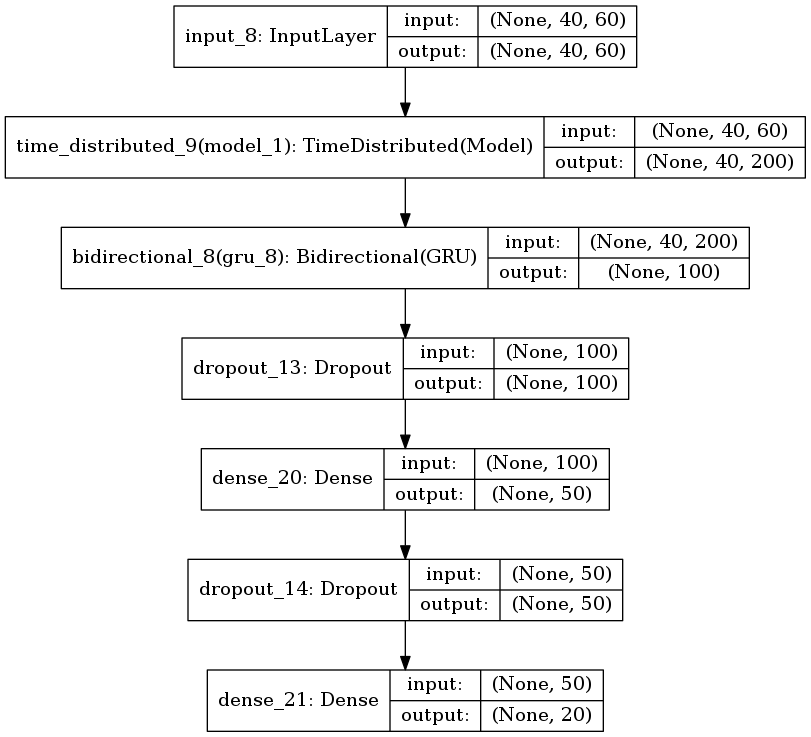 input_8: InputLayer
input:
(None, 40, 60)
output:
(None, 40, 60)
time_distributed_9(model_1): TimeDistributed(Model)
input:
(None, 40, 60)
output:
(None, 40, 200)
bidirectional_8(gru_8): Bidirectional(GRU)
input:
(None, 40, 200)
output:
(None, 100)
dropout_13: Dropout
input:
(None, 100)
output:
(None, 100)
dense_20: Dense
input:
(None, 100)
output:
(None, 50)
dropout_14: Dropout
input:
(None, 50)
output:
(None, 50)
dense_21: Dense
input:
(None, 50)
output:
(None, 20)